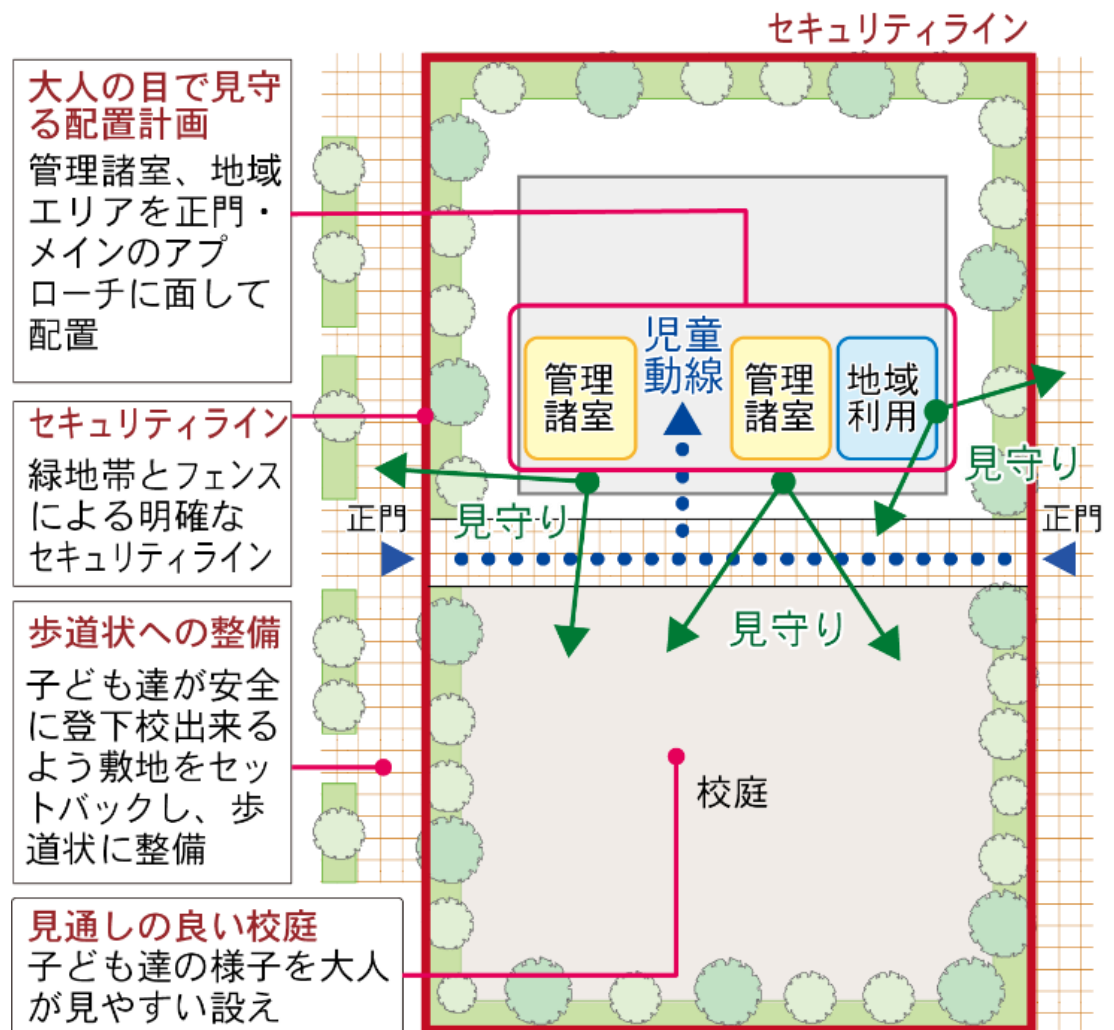 セキュリティライン
大人の目で見守
る配置計画
管理諸室、地域
エリアを正門・
メインのアプ
ローチに面して
配置
セキュリティライン
緑地帯とフェンス
による明確な
セキュリティライン
歩道状への整備
子ども達が安全
に登下校出来る
よう敷地をセッ
トバックし、歩
道状に整備
見通しの良い校庭
子ども達の様子を大人
が見やすい設え
児童
動線
管理
諸室
管理
諸室
地域
利用
見守り
見守り
正門
正門
見守り
校庭